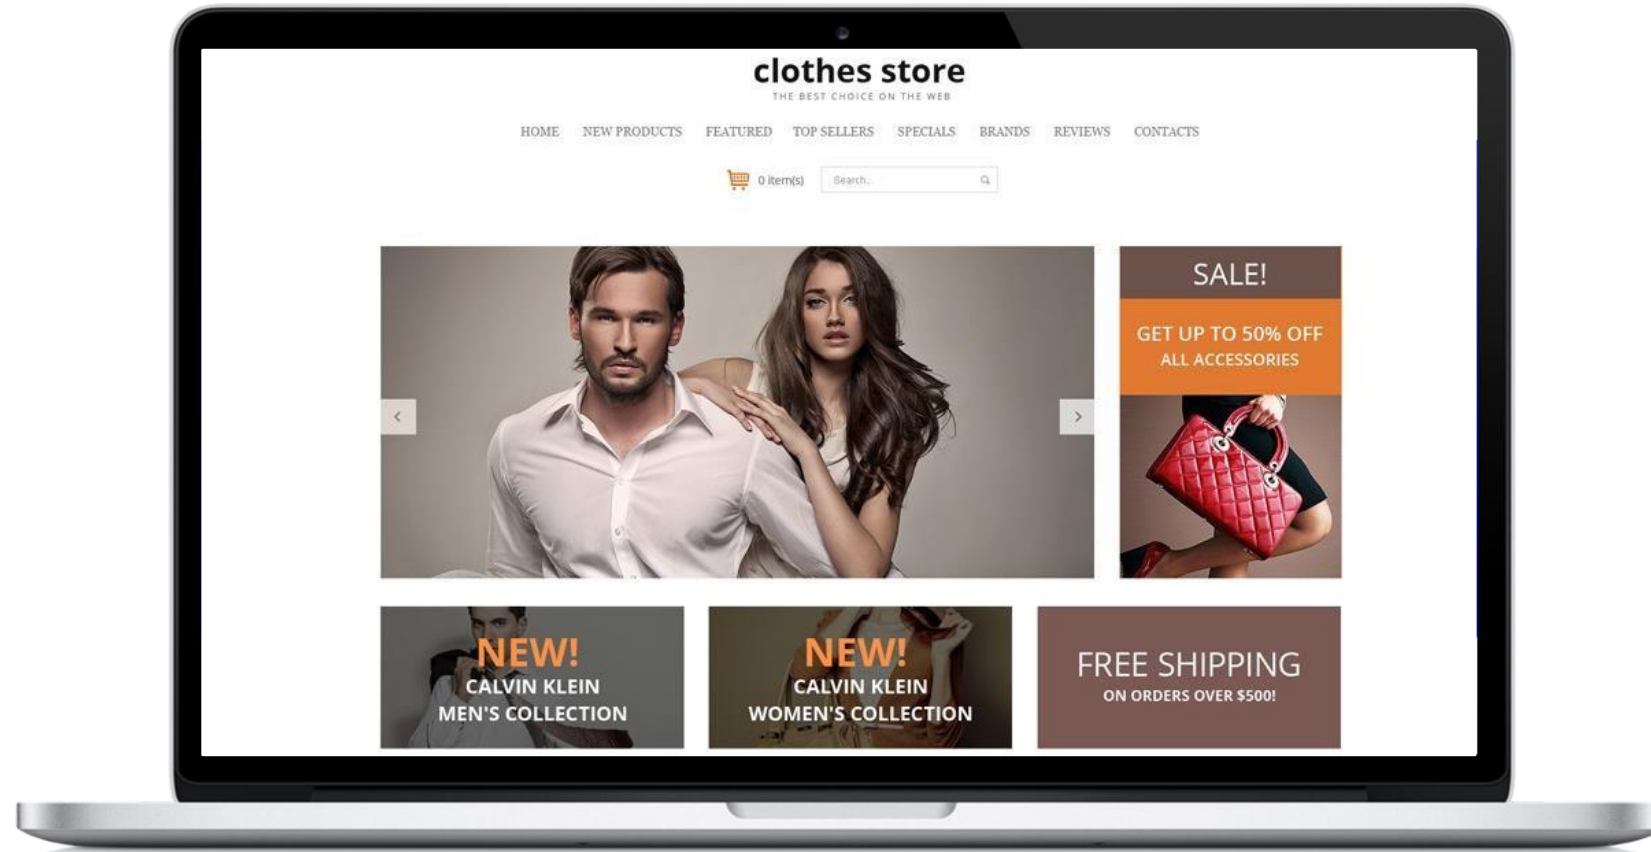 clothes store
THE BEST CHOICE ON THE WEB
HOME NEW PRODUCTS FEATURED TOP SELLERS SPECIALS BRANDS REVIEWS CONTACTS
0 item(s) Search..
SALE!
GET UP TO 50% OFF
ALL ACCESSORIES
NEW!
CALVIN KLEIN
MEN'S COLLECTION
NEW!
CALVIN KLEIN
WOMEN'S COLLECTION
FREE SHIPPING
ON ORDERS OVER $500!